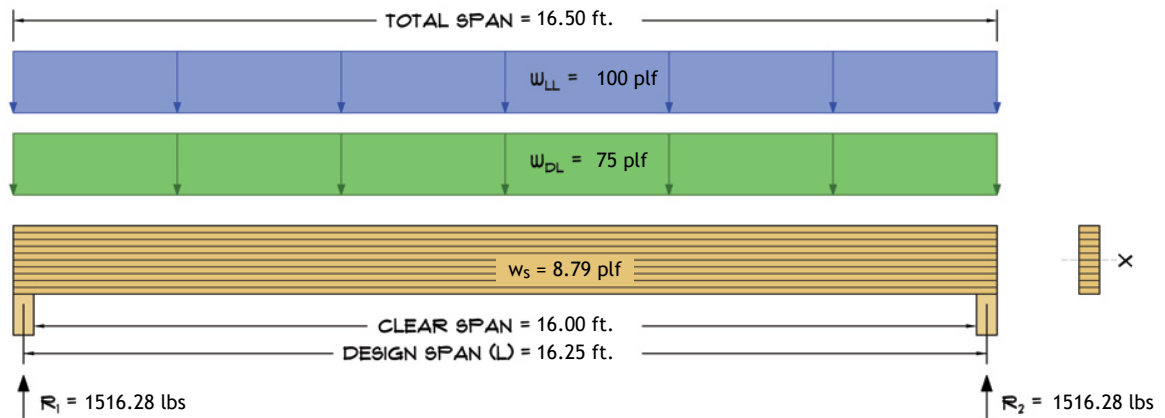 TOTAL SPAN = 16.50 ft.
WLL = 100 plf
WDL = 75 plf
ws = 8.79 plf
X
CLEAR SPAN = 16.00 ft.
DESIGN SPAN (L) = 16.25 ft.
R1 = 1516.28 lbs
R2 = 1516.28 lbs